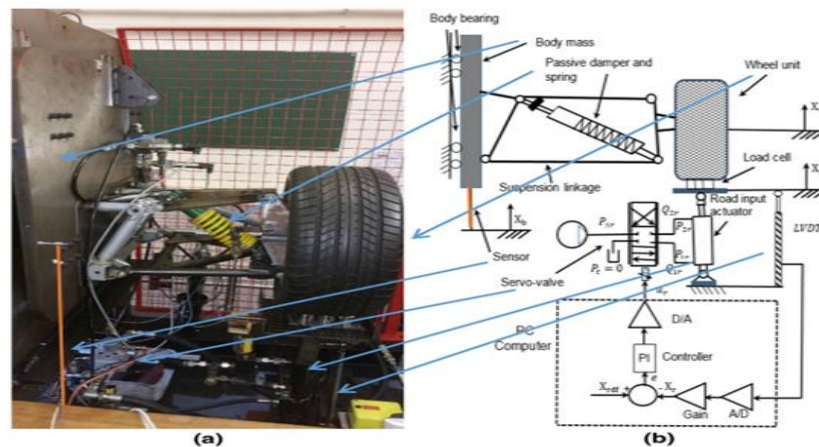 Body bearing
Body mass
Passive damper and
spring
Wheel unit
Load cell
Suspension linkage
Road input
actuator
LVDT
Sensor
Servo-valve
D/A
PC
Computer
PI
Controller
Gain
A/D
(a)
(b)